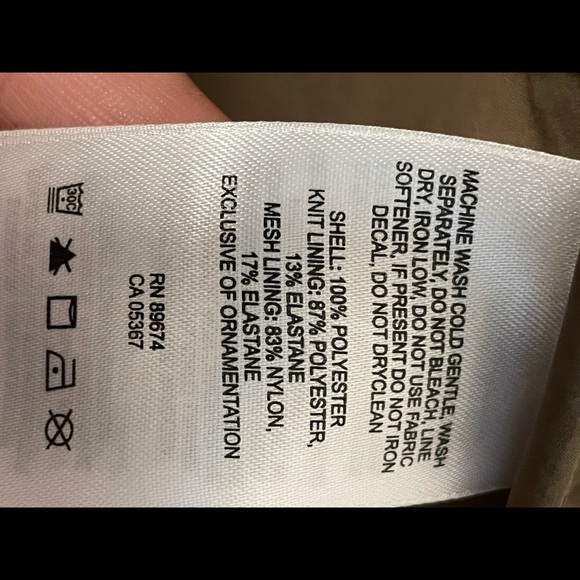 MACHINE WASH COLD GENTLE, WASH
SEPARATELY, DO NOT BLEACH, LINE
DRY, IRON LOW, DO NOT USE FABRIC
SOFTENER, IF PRESENT DO NOT IRON
DECAL, DO NOT DRYCLEAN
SHELL: 100% POLYESTER
KNIT LINING: 87% POLYESTER,
13% ELASTANE
MESH LINING: 83% NYLON,
17% ELASTANE
EXCLUSIVE OF ORNAMENTATION
RN 89674
CA 05367
30C